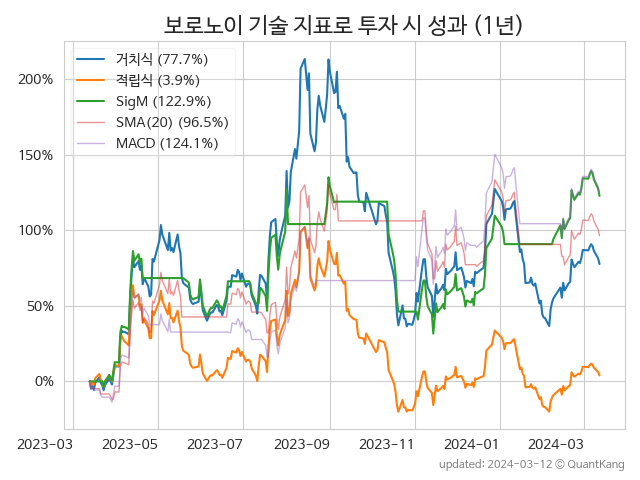 보로노이 기술 지표로 투자 시 성과 (1년)
거치식 (77.7%)
적립식 (3.9%)
SigM (122.9%)
SMA(20) (96.5%)
MACD (124.1%)
200%
150%
100%
50%
0%
2023-03 2023-05 2023-07 2023-09 2023-11 2024-01 2024-03
updated: 2024-03-12 © QuantKang